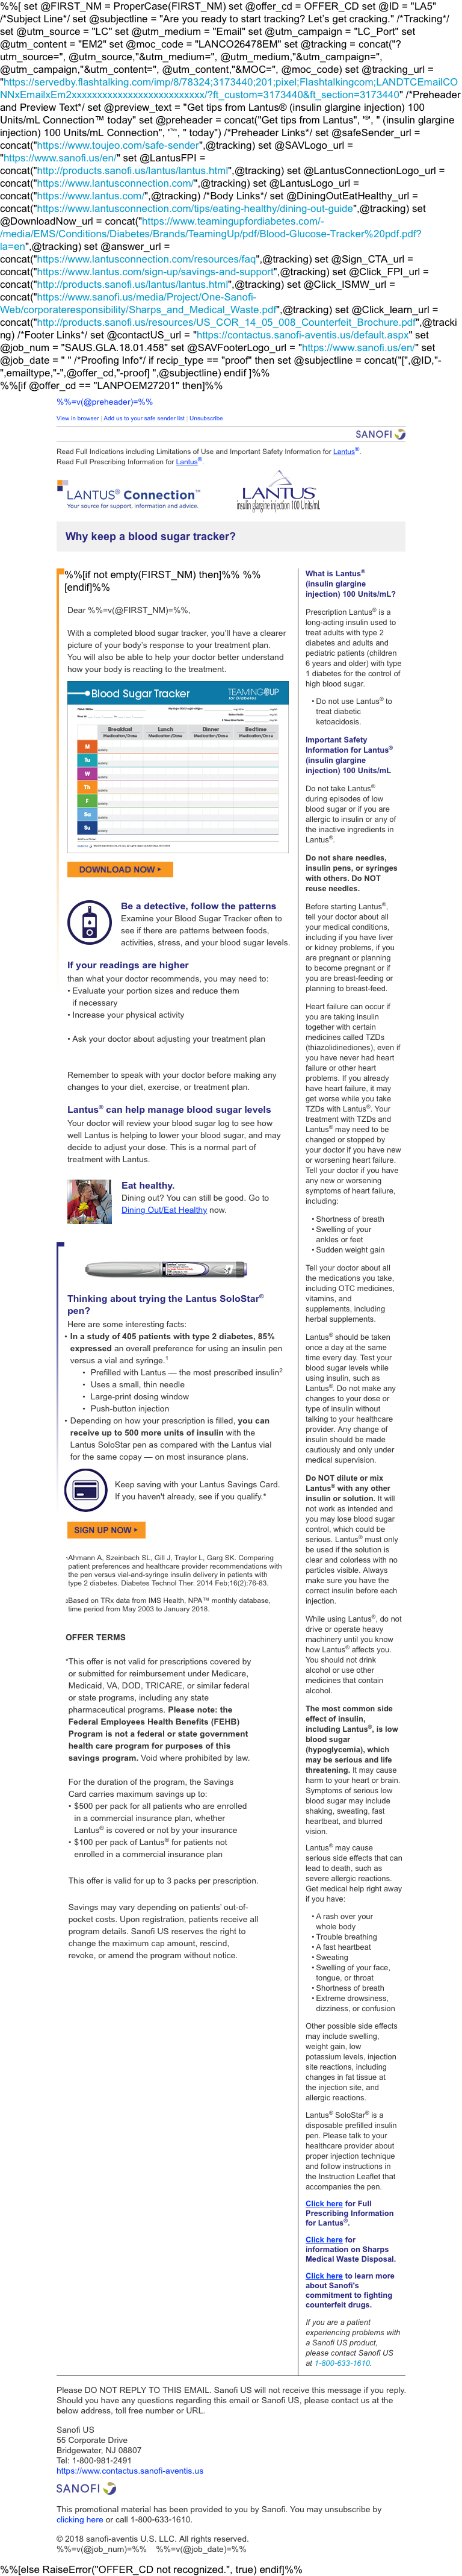 %%[ set @FIRST_NM = ProperCase(FIRST_NM) set @offer_cd = OFFER_CD set @ID = "LA5"
/*Subject Line*/ set @subjectline = "Are you ready to start tracking? Let's get cracking." /*Tracking*/
set @utm_source = "LC" set @utm_medium = "Email" set @utm_campaign = "LC_Port" set
@utm_content = "EM2" set @moc_code = "LANCO26478EM" set @tracking = concat("?
utm_source=", @utm_source,"&utm_medium=", @utm_medium,"&utm_campaign=",
@utm_campaign,"&utm_content=", @utm_content,"&MOC=", @moc_code) set @tracking_url =
"https://servedby.flashtalking.com/imp/8/78324;3173440;201;pixel;Flashtalkingcom;LANDTCEmailCO
/*Preheader
and Preview Text*/ set @preview_text = "Get tips from Lantus® (insulin glargine injection) 100
Units/mL Connection™ today" set @preheader = concat("Get tips from Lantus", "®", " (insulin glargine
injection) 100 Units/mL Connection", "™", " today") /*Preheader Links*/ set @safeSender_url =
concat("https://www.toujeo.com/safe-sender",@tracking) set @SAVLogo_url =
"https://www.sanofi.us/en/" set @LantusFPI =
concat("http://products.sanofi.us/lantus/lantus.html",@tracking) set @LantusConnectionLogo_url =
concat("https://www.lantusconnection.com/",@tracking) set @LantusLogo_url =
concat("https://www.lantus.com/",@tracking) /*Body Links*/ set @DiningOutEatHealthy_url =
concat("https://www.lantusconnection.com/tips/eating-healthy/dining-out-guide",@tracking) set
@DownloadNow_url = concat("https://www.teamingupfordiabetes.com/-
/media/EMS/Conditions/Diabetes/Brands/TeamingUp/pdf/Blood-Glucose-Tracker%20pdf.pdf?
la=en",@tracking) set @answer_url =
concat("https://www.lantusconnection.com/resources/faq",@tracking) set @Sign_CTA_url =
concat("https://www.lantus.com/sign-up/savings-and-support",@tracking) set @Click_FPI_url =
concat("http://products.sanofi.us/lantus/lantus.html",@tracking) set @Click_ISMW_url =
concat("https://www.sanofi.us/media/Project/One-Sanofi-
Web/corporateresponsibility/Sharps_and_Medical_Waste.pdf",@tracking) set @Click_learn_url =
concat("http://products.sanofi.us/resources/US_COR_14_05_008_Counterfeit_Brochure.pdf",@tracki
ng) /*Footer Links*/ set @contactUS_url = "https://contactus.sanofi-aventis.us/default.aspx" set
@job_num = "SAUS.GLA.18.01.458" set @SAVFooterLogo_url = "https://www.sanofi.us/en/" set
@job_date = " " /*Proofing Info*/ if recip_type == "proof" then set @subjectline = concat("[",@ID,"-
",emailtype,"-",@offer_cd,"-proof] ",@subjectline) endif ]%%
%%[if @offer_cd == "LANPOEM27201" then]%%
%%=v(@preheader)=%%
View in browser | Add us to your safe sender list | Unsubscribe
SANOFI
Read Full Indications including Limitations of Use and Important Safety Information for Lantus®.
Read Full Prescribing Information for Lantus®.
LANTUS® Connection™
Your source for support, information and advice.
LANTUS
insulin glargine injection 100 Units/mL
Why keep a blood sugar tracker?
%%[if not empty(FIRST_NM) then]%% %%
[endif]%%
Dear %%=v(@FIRST_NM)=%%,
With a completed blood sugar tracker, you'll have a clearer
picture of your body's response to your treatment plan.
You will also be able to help your doctor better understand
how your body is reacting to the treatment.
Blood Sugar Tracker
TEAMINGUP
FOR DIABETES
Breakfast Lunch Dinner Bedtime
Medication/Dose Medication/Dose Medication/Dose Medication/Dose
M
Tu
W
Th
F
Sa
Su
DOWNLOAD NOW
Be a detective, follow the patterns
Examine your Blood Sugar Tracker often to
see if there are patterns between foods,
activities, stress, and your blood sugar levels.
If your readings are higher
than what your doctor recommends, you may need to:
• Evaluate your portion sizes and reduce them
if necessary
• Increase your physical activity
• Ask your doctor about adjusting your treatment plan
Remember to speak with your doctor before making any
changes to your diet, exercise, or treatment plan.
Lantus® can help manage blood sugar levels
Your doctor will review your blood sugar log to see how
well Lantus is helping to lower your blood sugar, and may
decide to adjust your dose. This is a normal part of
treatment with Lantus.
Eat healthy.
Dining out? You can still be good. Go to
Dining Out/Eat Healthy now.
Thinking about trying the Lantus SoloStar®
pen?
Here are some interesting facts:
• In a study of 405 patients with type 2 diabetes, 85%
expressed an overall preference for using an insulin pen
versus a vial and syringe.1
• Prefilled with Lantus — the most prescribed insulin2
• Uses a small, thin needle
• Large-print dosing window
• Push-button injection
• Depending on how your prescription is filled, you can
receive up to 500 more units of insulin with the
Lantus SoloStar pen as compared with the Lantus vial
for the same copay — on most insurance plans.
Keep saving with your Lantus Savings Card.
If you haven't already, see if you qualify.*
SIGN UP NOW
1Ahmann A, Szeinbach SL, Gill J, Traylor L, Garg SK. Comparing
patient preferences and healthcare provider recommendations with
the pen versus vial-and-syringe insulin delivery in patients with
type 2 diabetes. Diabetes Technol Ther. 2014 Feb;16(2):76-83.
2Based on TRx data from IMS Health, NPA™ monthly database,
time period from May 2003 to January 2018.
OFFER TERMS
*This offer is not valid for prescriptions covered by
or submitted for reimbursement under Medicare,
Medicaid, VA, DOD, TRICARE, or similar federal
or state programs, including any state
pharmaceutical programs. Please note: the
Federal Employees Health Benefits (FEHB)
Program is not a federal or state government
health care program for purposes of this
savings program. Void where prohibited by law.
For the duration of the program, the Savings
Card carries maximum savings up to:
• $500 per pack for all patients who are enrolled
in a commercial insurance plan, whether
Lantus® is covered or not by your insurance
• $100 per pack of Lantus® for patients not
enrolled in a commercial insurance plan
This offer is valid for up to 3 packs per prescription.
Savings may vary depending on patients' out-of-
pocket costs. Upon registration, patients receive all
program details. Sanofi US reserves the right to
change the maximum cap amount, rescind,
revoke, or amend the program without notice.
What is Lantus®
(insulin glargine
injection) 100 Units/mL?
Prescription Lantus® is a
long-acting insulin used to
treat adults with type 2
diabetes and adults and
pediatric patients (children
6 years and older) with type
1 diabetes for the control of
high blood sugar.
• Do not use Lantus® to
treat diabetic
ketoacidosis.
Important Safety
Information for Lantus®
(insulin glargine
injection) 100 Units/mL
Do not take Lantus®
during episodes of low
blood sugar or if you are
allergic to insulin or any of
the inactive ingredients in
Lantus®.
Do not share needles,
insulin pens, or syringes
with others. Do NOT
reuse needles.
Before starting Lantus®,
tell your doctor about all
your medical conditions,
including if you have liver
or kidney problems, if you
are pregnant or planning
to become pregnant or if
you are breast-feeding or
planning to breast-feed.
Heart failure can occur if
you are taking insulin
together with certain
medicines called TZDs
(thiazolidinediones), even if
you have never had heart
failure or other heart
problems. If you already
have heart failure, it may
get worse while you take
TZDs with Lantus®. Your
treatment with TZDs and
Lantus® may need to be
changed or stopped by
your doctor if you have new
or worsening heart failure.
Tell your doctor if you have
any new or worsening
symptoms of heart failure,
including:
• Shortness of breath
• Swelling of your
ankles or feet
• Sudden weight gain
Tell your doctor about all
the medications you take,
including OTC medicines,
vitamins, and
supplements, including
herbal supplements.
Lantus® should be taken
once a day at the same
time every day. Test your
blood sugar levels while
using insulin, such as
Lantus®. Do not make any
changes to your dose or
type of insulin without
talking to your healthcare
provider. Any change of
insulin should be made
cautiously and only under
medical supervision.
Do NOT dilute or mix
Lantus® with any other
insulin or solution. It will
not work as intended and
you may lose blood sugar
control, which could be
serious. Lantus® must only
be used if the solution is
clear and colorless with no
particles visible. Always
make sure you have the
correct insulin before each
injection.
While using Lantus®, do not
drive or operate heavy
machinery until you know
how Lantus® affects you.
You should not drink
alcohol or use other
medicines that contain
alcohol.
The most common side
effect of insulin,
including Lantus®, is low
blood sugar
(hypoglycemia), which
may be serious and life
threatening. It may cause
harm to your heart or brain.
Symptoms of serious low
blood sugar may include
shaking, sweating, fast
heartbeat, and blurred
vision.
Lantus® may cause
serious side effects that can
lead to death, such as
severe allergic reactions.
Get medical help right away
if you have:
• A rash over your
whole body
• Trouble breathing
• A fast heartbeat
• Sweating
• Swelling of your face,
tongue, or throat
• Shortness of breath
• Extreme drowsiness,
dizziness, or confusion
Other possible side effects
may include swelling,
weight gain, low
potassium levels, injection
site reactions, including
changes in fat tissue at
the injection site, and
allergic reactions.
Lantus® SoloStar® is a
disposable prefilled insulin
pen. Please talk to your
healthcare provider about
proper injection technique
and follow instructions in
the Instruction Leaflet that
accompanies the pen.
Click here for Full
Prescribing Information
for Lantus®.
Click here for
information on Sharps
Medical Waste Disposal.
Click here to learn more
about Sanofi's
commitment to fighting
counterfeit drugs.
If you are a patient
experiencing problems with
a Sanofi US product,
please contact Sanofi US
at 1-800-633-1610.
Please DO NOT REPLY TO THIS EMAIL. Sanofi US will not receive this message if you reply.
Should you have any questions regarding this email or Sanofi US, please contact us at the
below address, toll free number or URL.
Sanofi US
55 Corporate Drive
Bridgewater, NJ 08807
Tel: 1-800-981-2491
https://www.contactus.sanofi-aventis.us
SANOFI
This promotional material has been provided to you by Sanofi. You may unsubscribe by
clicking here or call 1-800-633-1610.
© 2018 sanofi-aventis U.S. LLC. All rights reserved.
%%=v(@job_num)=%% %%=v(@job_date)=%%
%%[else RaiseError("OFFER_CD not recognized.", true) endif]%%